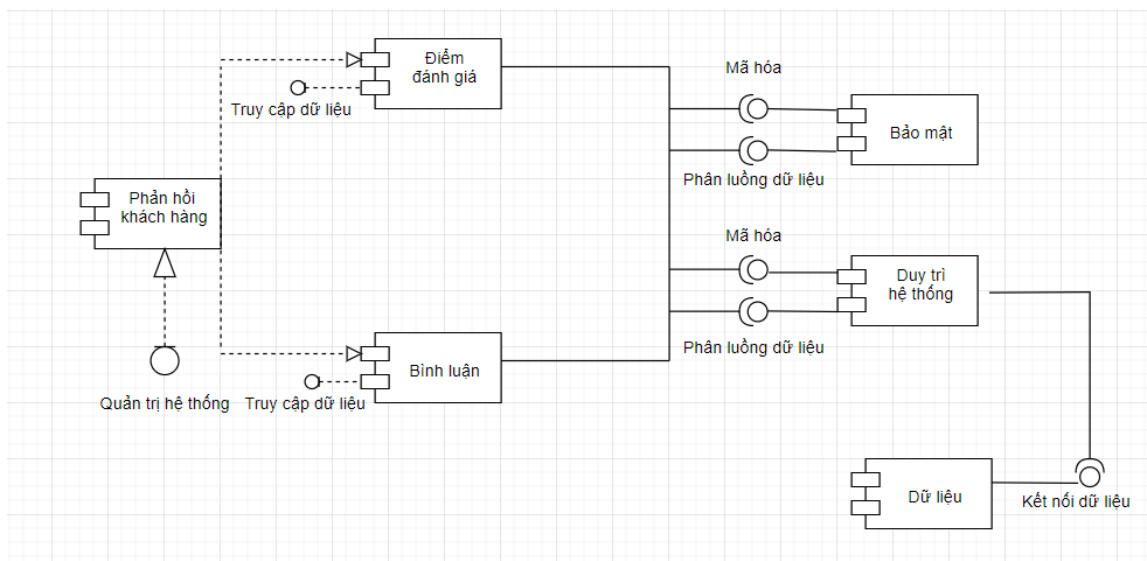 Điểm
đánh giá
Truy cập dữ liệu
Mã hóa
Bảo mật
Phân luồng dữ liệu
Phản hồi
khách hàng
Mã hóa
Duy trì
hệ thống
Phân luồng dữ liệu
Bình luận
Quản trị hệ thống
Truy cập dữ liệu
Dữ liệu
Kết nối dữ liệu